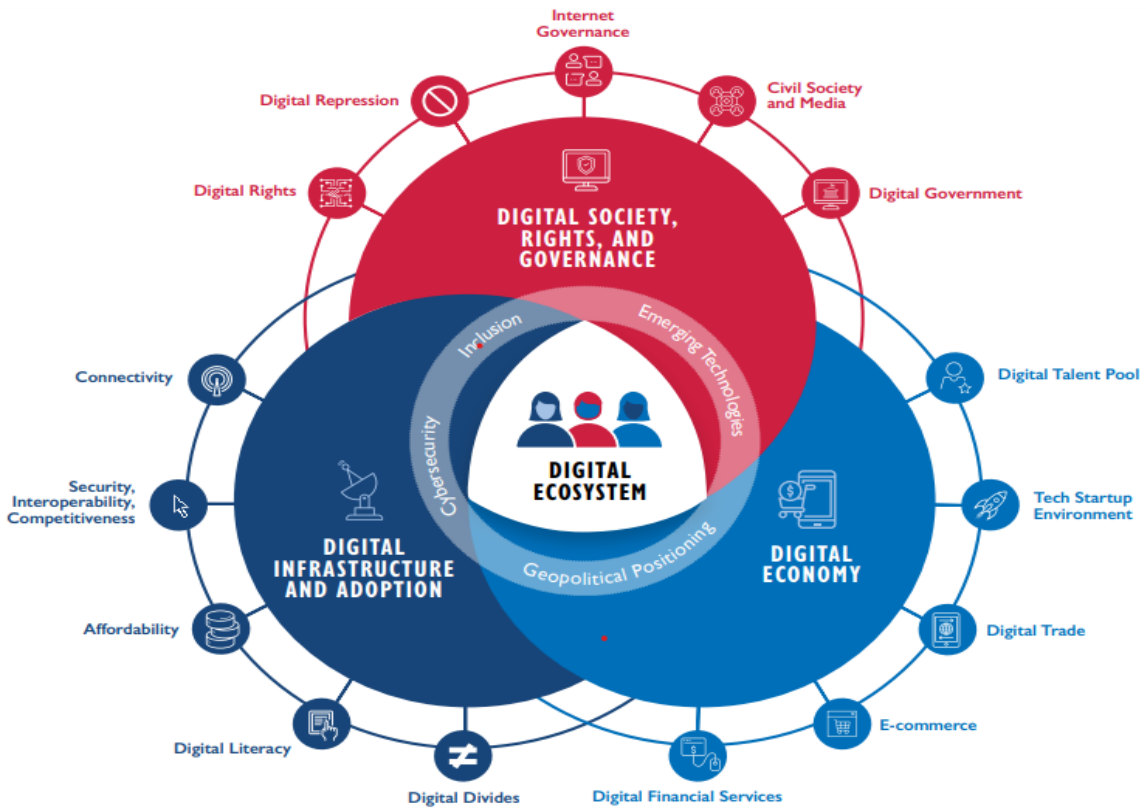 Internet
Governance
Digital Repression
Civil Society
and Media
Digital Rights
Digital Government
DIGITAL SOCIETY,
RIGHTS, AND
GOVERNANCE
Inclusion
Emerging Technologies
Cybersecurity
Geopolitical Positioning
DIGITAL
ECOSYSTEM
Connectivity
Security,
Interoperability,
Competitiveness
Affordability
Digital Literacy
Digital Divides
DIGITAL
INFRASTRUCTURE
AND ADOPTION
DIGITAL
ECONOMY
Digital Talent Pool
Tech Startup
Environment
Digital Trade
E-commerce
Digital Financial Services